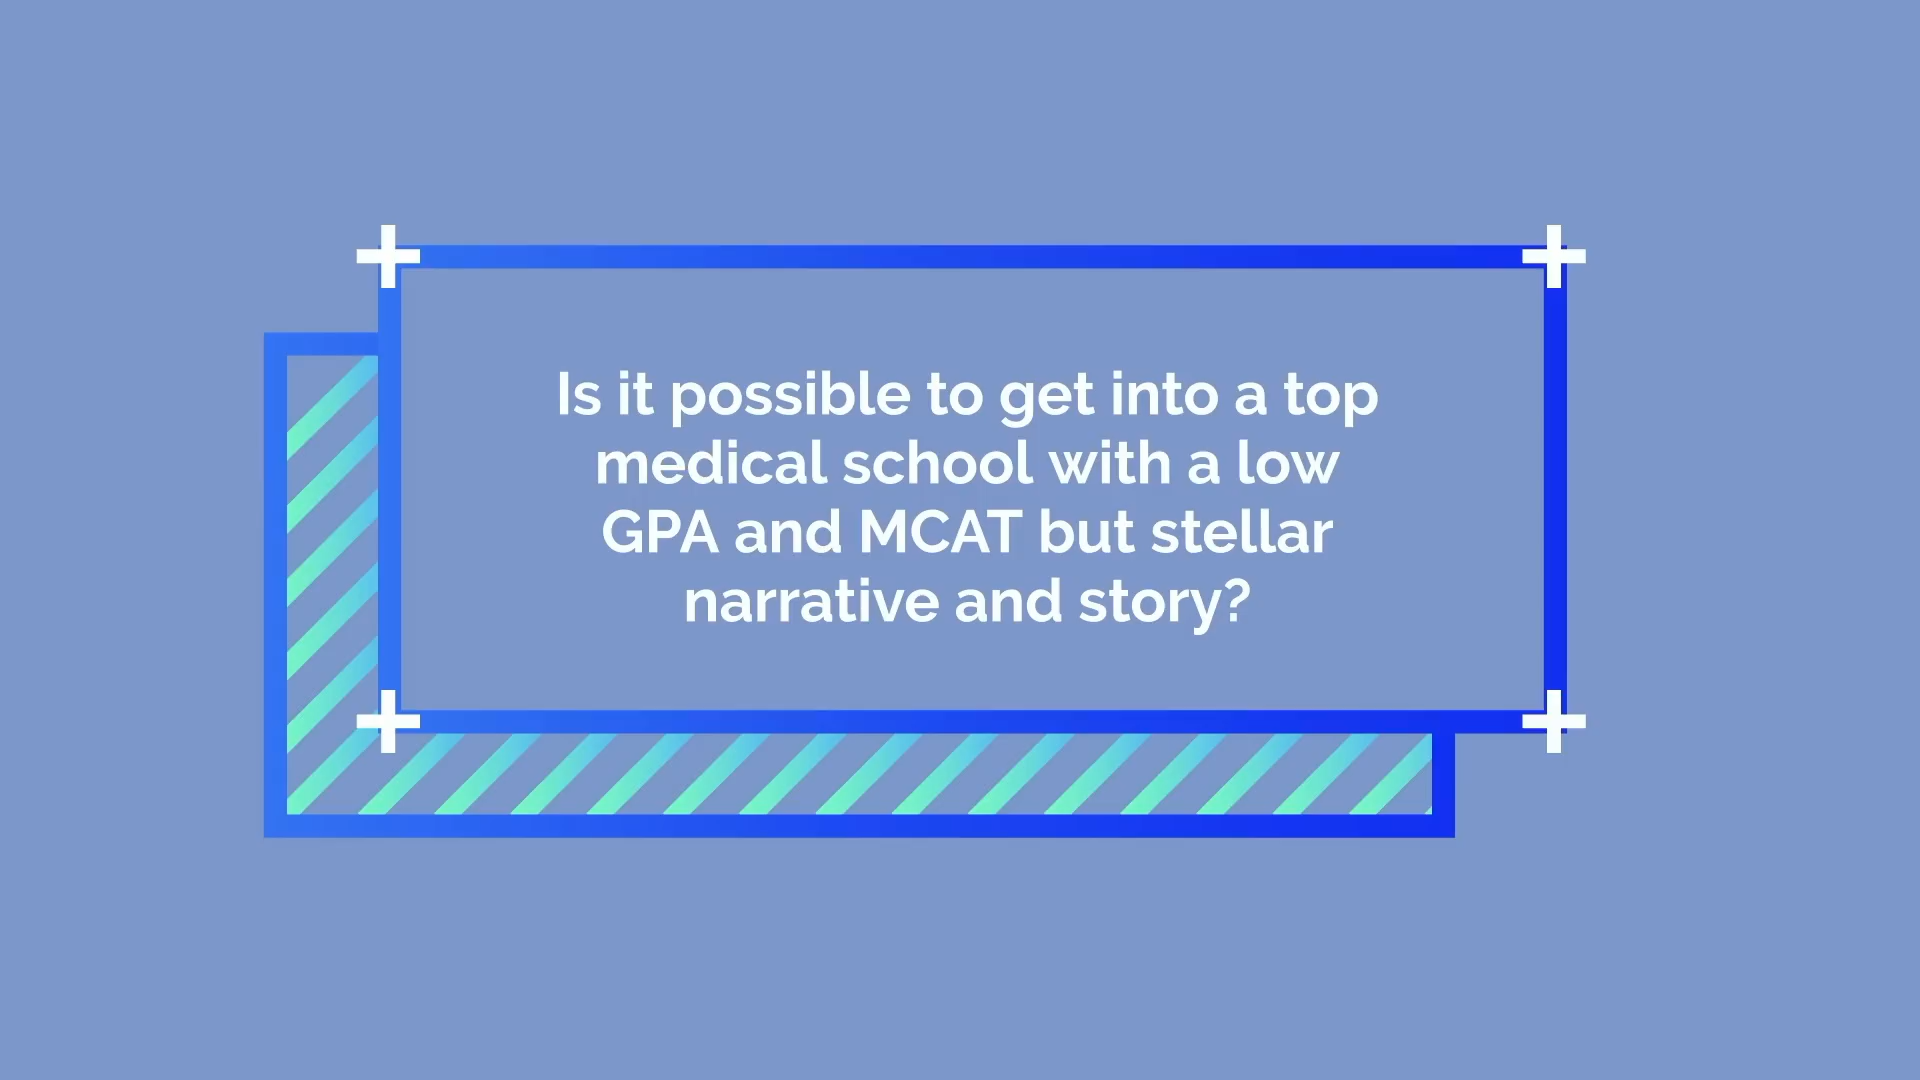 Is it possible to get into a top
medical school with a low
GPA and MCAT but stellar
narrative and story?